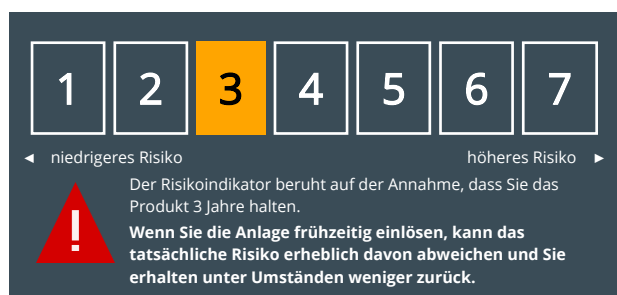 1 2 3 4 5 6 7
◄ niedrigeres Risiko höheres Risiko ►
Der Risikoindikator beruht auf der Annahme, dass Sie das
Produkt 3 Jahre halten.
Wenn Sie die Anlage frühzeitig einlösen, kann das
tatsächliche Risiko erheblich davon abweichen und Sie
erhalten unter Umständen weniger zurück.
!